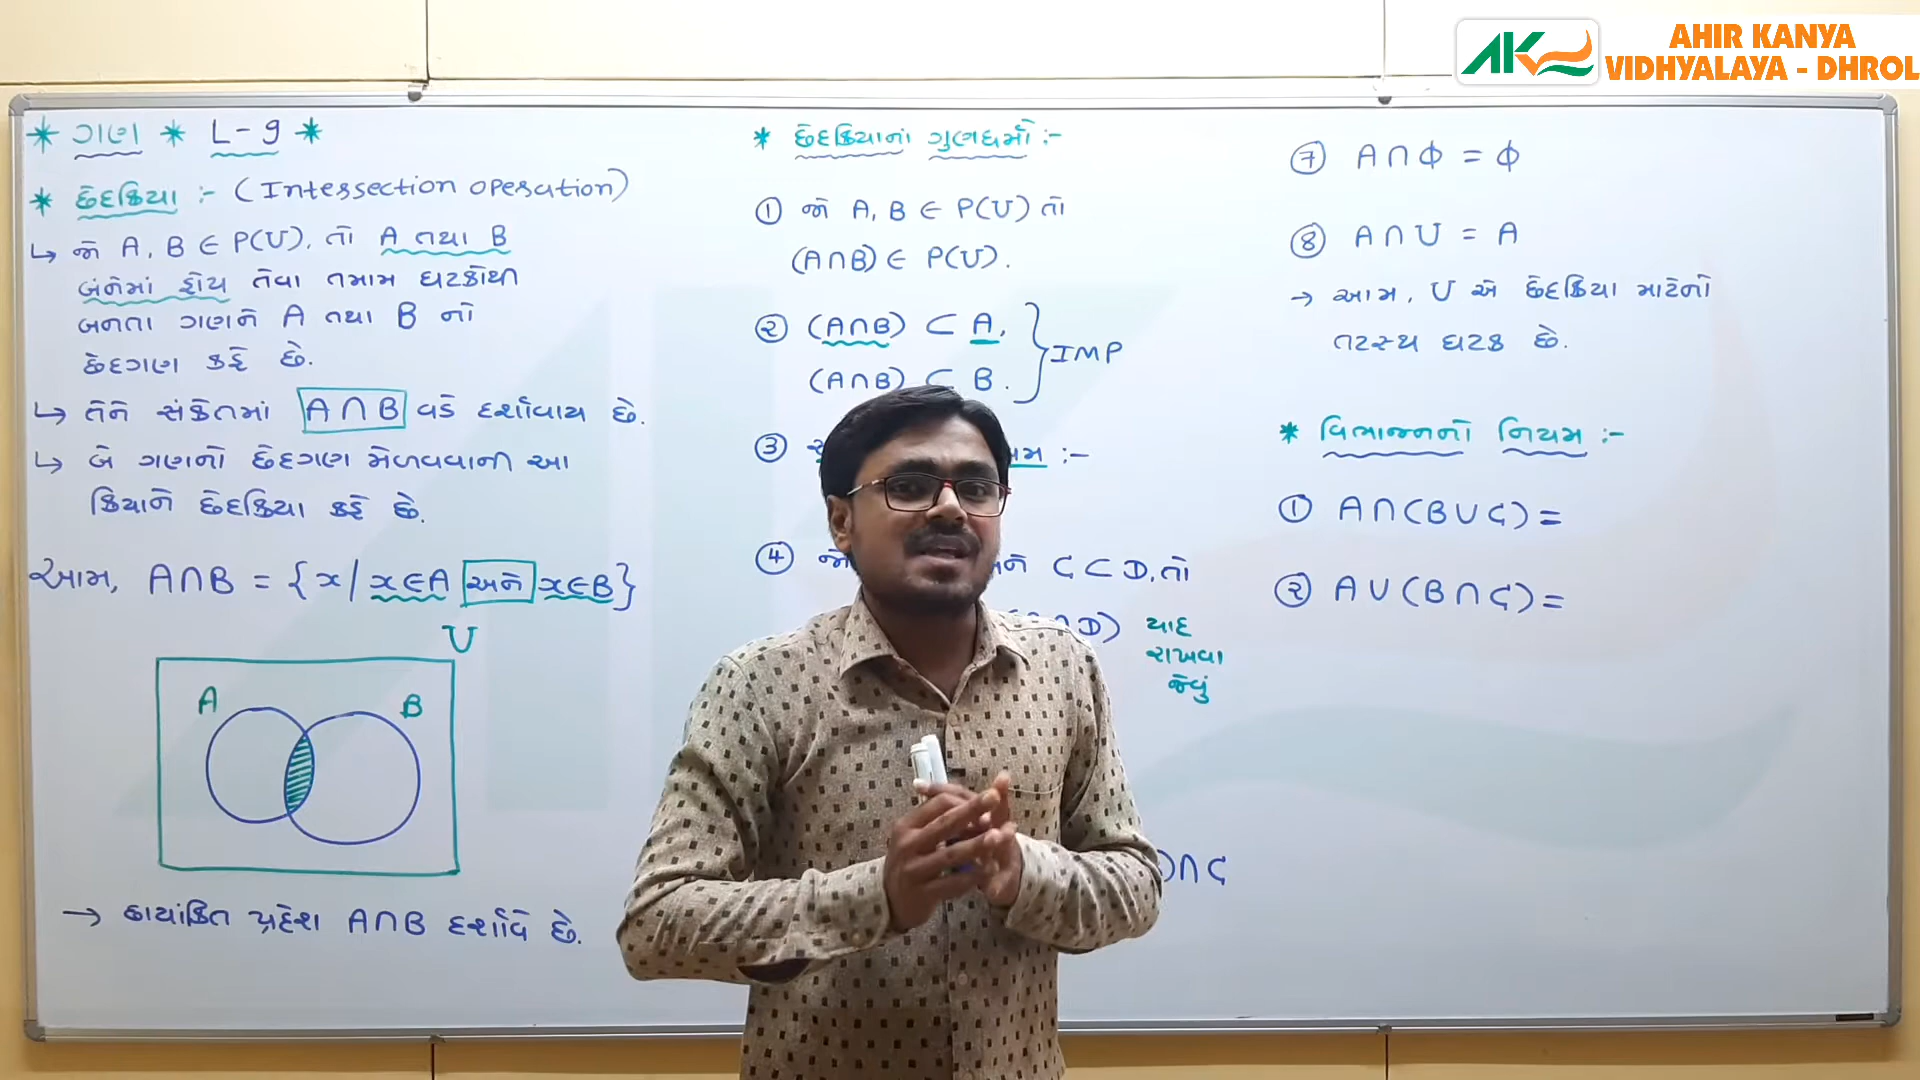 AHIR KANYA
VIDHYALAYA - DHROL
* ગણ * L-9 *
* છેદક્રિયા :- (Intersection operation)
↳ જો A, B ∈ P(U), તો A તથા B
બંનેમાં હોય તેવા તમામ ઘટકોથી
બનતા ગણને A તથા B નો
છેદગણ કહે છે.
↳ તેને સંકેતમાં A∩B વડે દર્શાવાય છે.
↳ બે ગણનો છેદગણ મેળવવાની આ
ક્રિયાને છેદક્રિયા કહે છે.
આમ, A∩B = {x / x∈A અને x∈B}
U
A B
→ છાયાંકિત પ્રદેશ A∩B દર્શાવે છે.
* છેદક્રિયાનાં ગુણધર્મો :-
① જો A, B ∈ P(U) તો
(A∩B) ∈ P(U).
② (A∩B) ⊂ A,
(A∩B) ⊂ B.
IMP
③ :-
④ જો C ⊂ D, તો
∩D) યાદ
રાખવા
જેવું
)∩C
⑦ A∩Φ = Φ
⑧ A∩U = A
→ આમ, U એ છેદક્રિયા માટેનો
તટસ્થ ઘટક છે.
* વિભાજનનો નિયમ :-
① A∩(B∪C) =
② A∪(B∩C) =